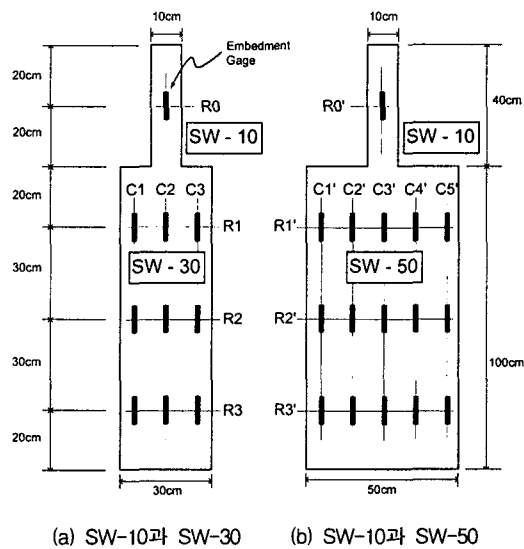 10cm
10cm
Embedment
Gage
20cm
20cm
R0
SW - 10
R0'
SW - 10
40cm
20cm
30cm
30cm
20cm
C1 C2 C3
R1
SW - 30
R2
R3
30cm
C1' C2' C3' C4' C5'
R1'
SW - 50
R2'
R3'
100cm
50cm
(a) SW-10과 SW-30
(b) SW-10과 SW-50